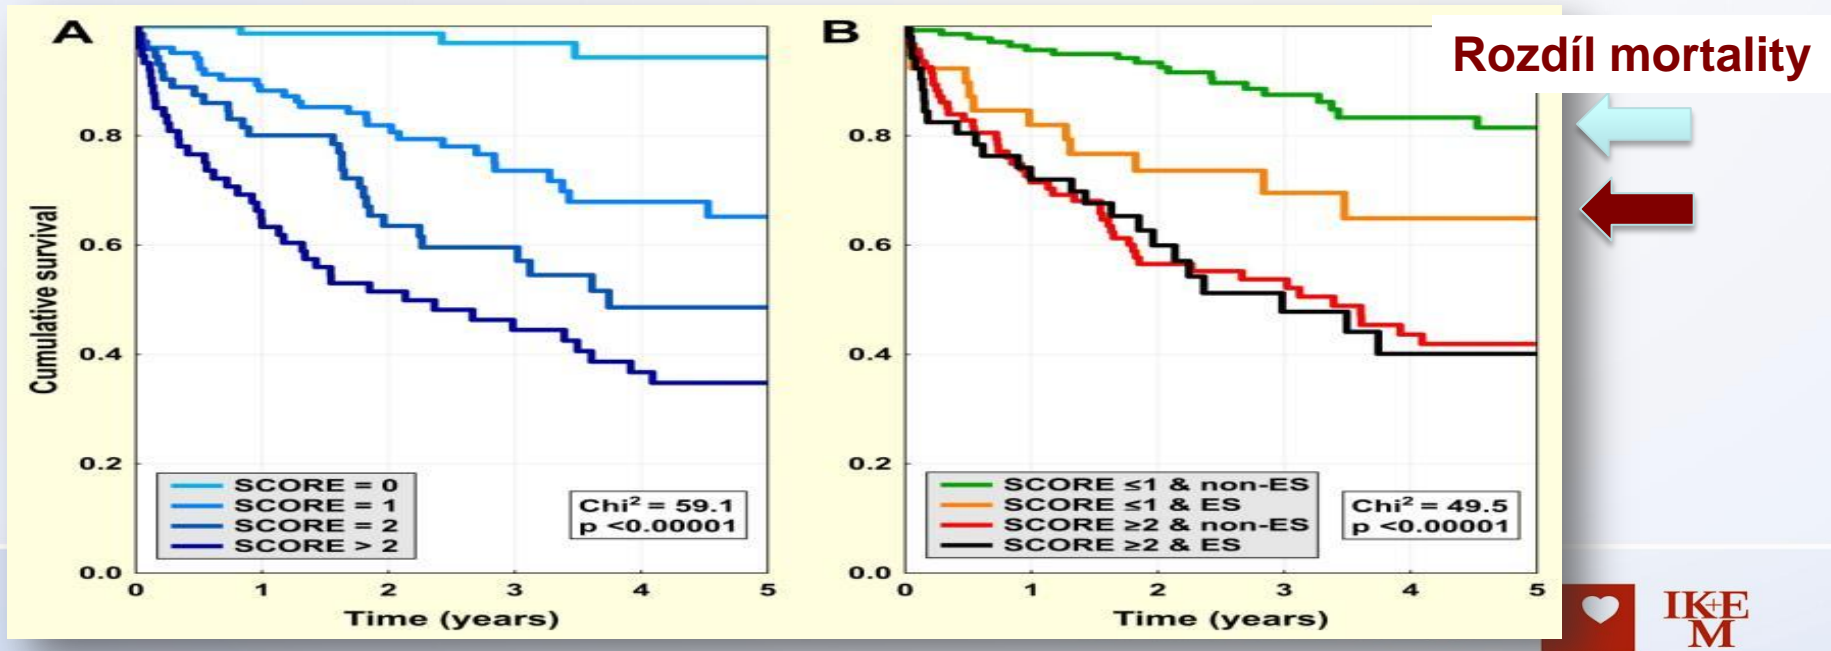 Rozdíl mortality
A
Cumulative survival
0.8
0.6
0.4
0.2
0.0
0 1 2 3 4 5
Time (years)
SCORE = 0
SCORE = 1
SCORE = 2
SCORE > 2
Chi² = 59.1
p <0.00001
B
0.8
0.6
0.4
0.2
0.0
0 1 2 3 4 5
Time (years)
SCORE ≤1 & non-ES
SCORE ≤1 & ES
SCORE ≥2 & non-ES
SCORE ≥2 & ES
Chi² = 49.5
p <0.00001
IK+E
M